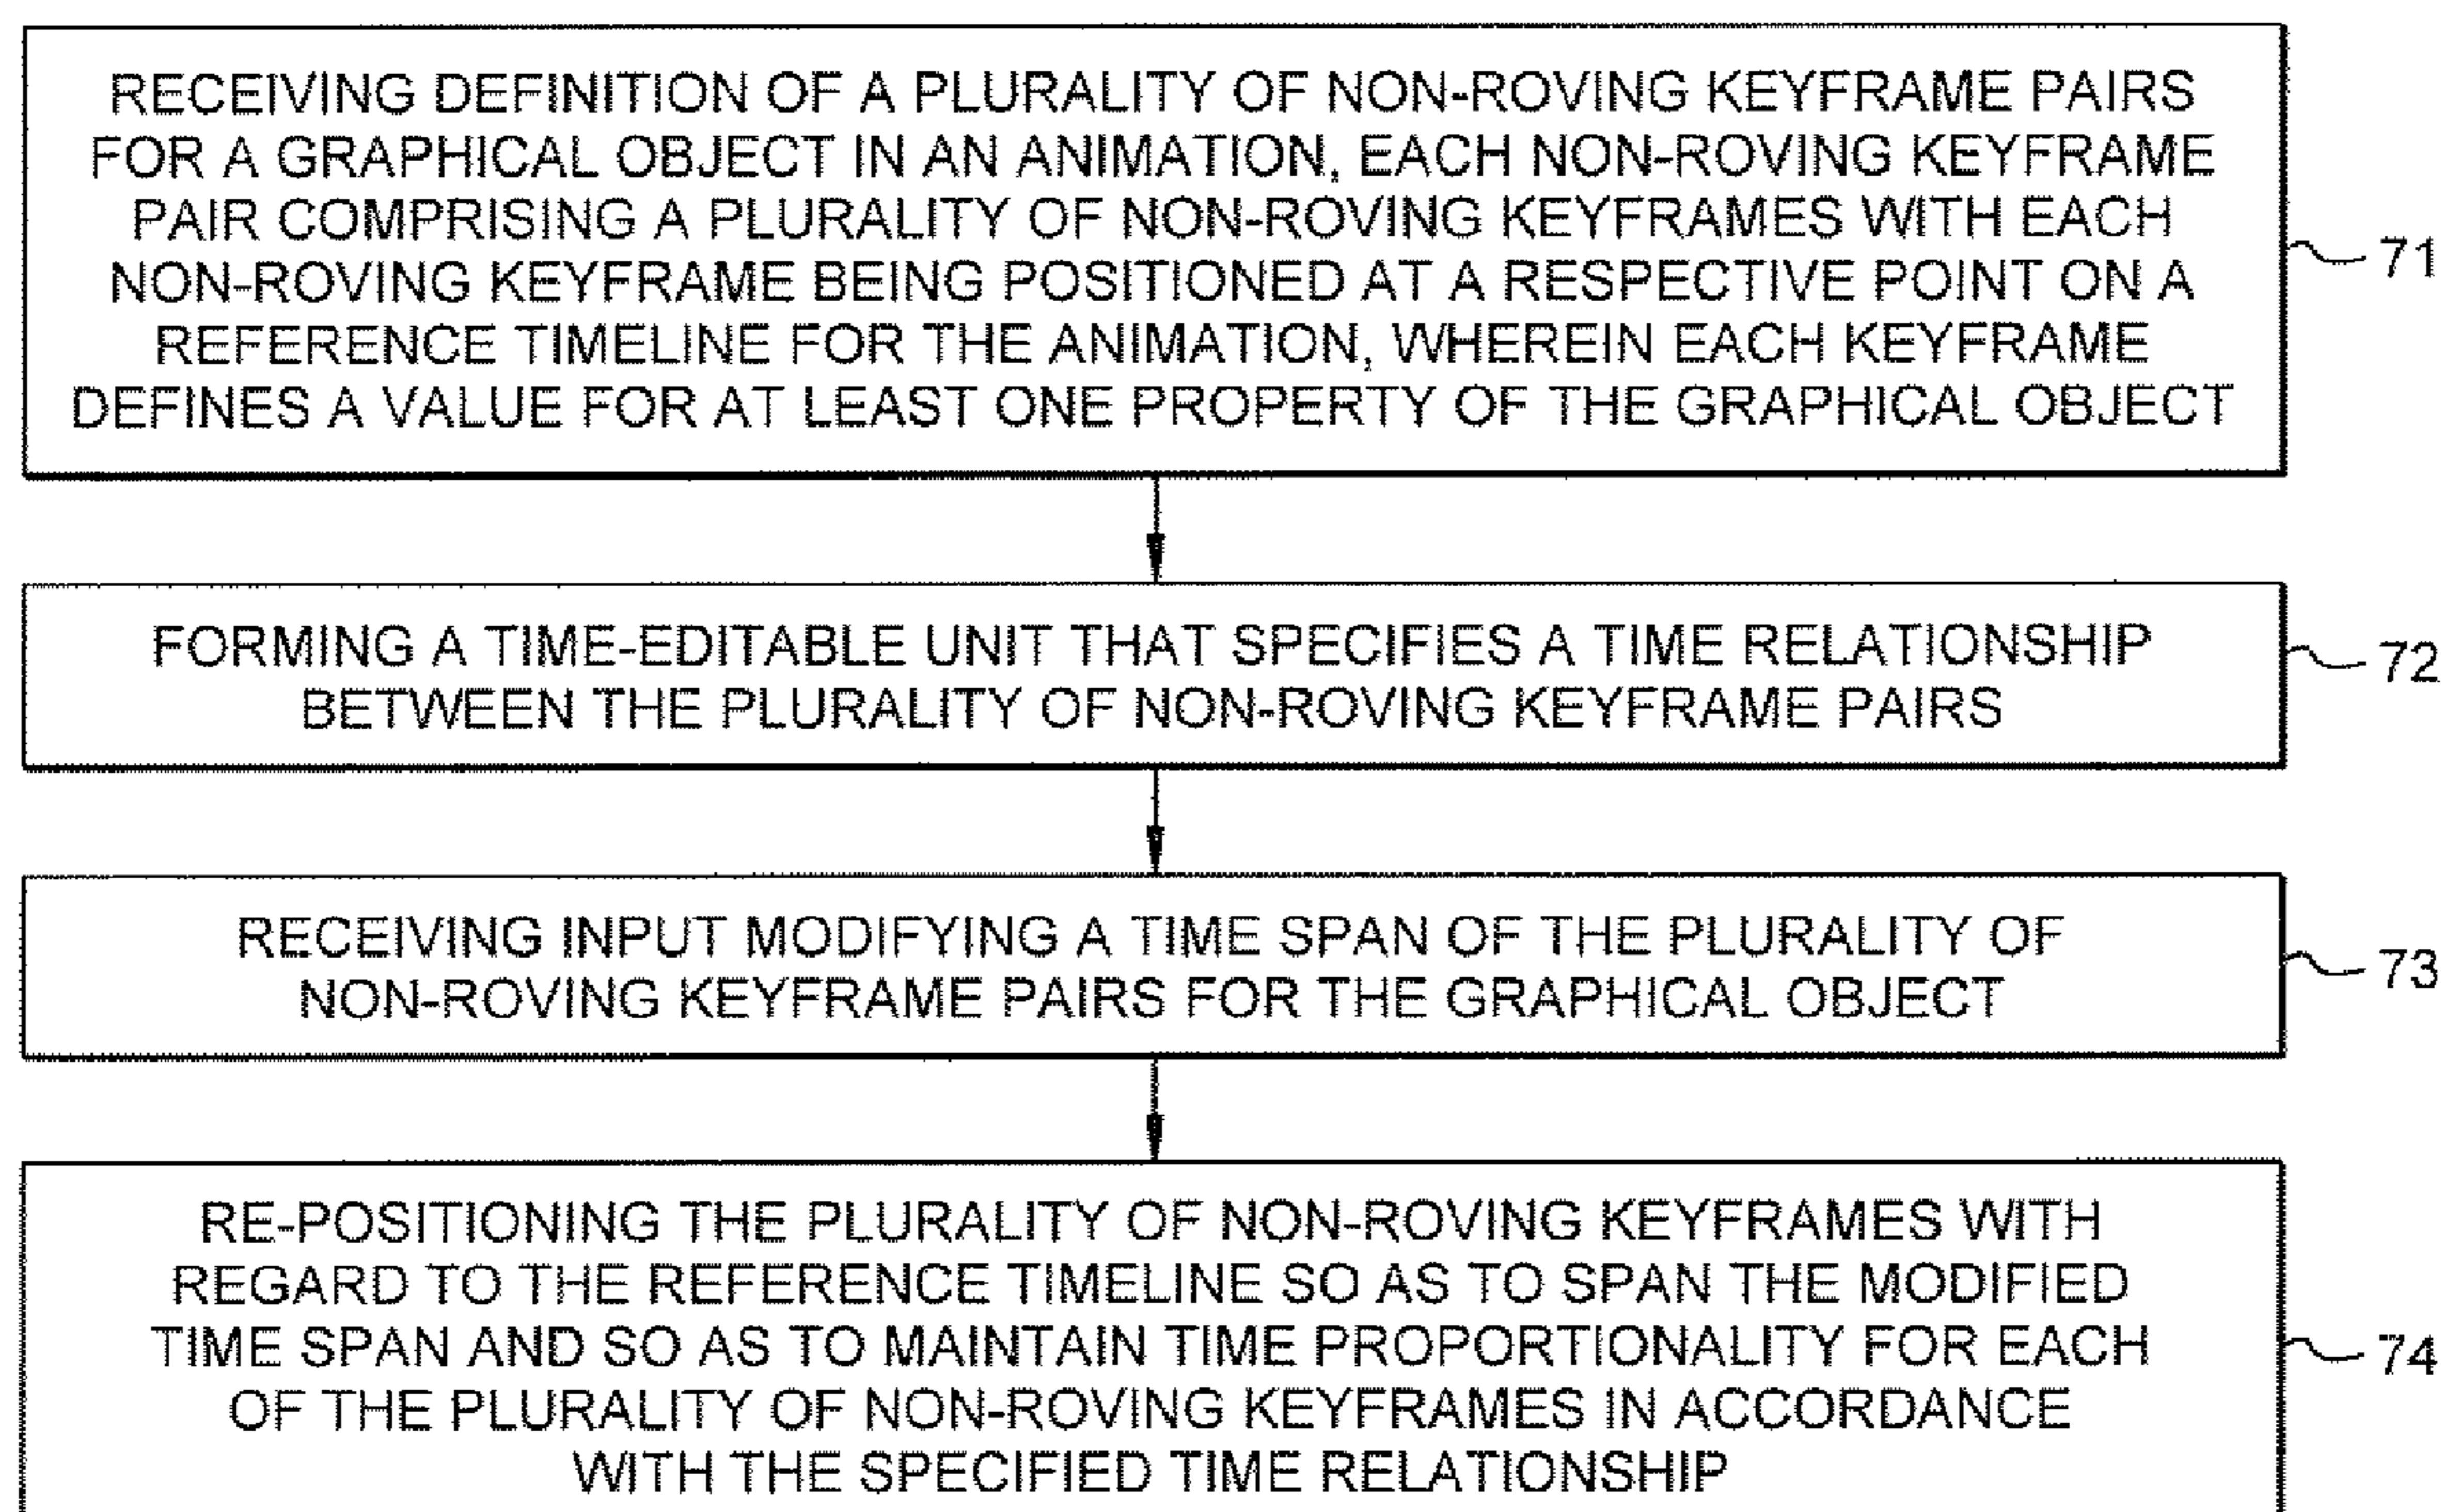 RECEIVING DEFINITION OF A PLURALITY OF NON-ROVING KEYFRAME PAIRS
FOR A GRAPHICAL OBJECT IN AN ANIMATION, EACH NON-ROVING KEYFRAME
PAIR COMPRISING A PLURALITY OF NON-ROVING KEYFRAMES WITH EACH
NON-ROVING KEYFRAME BEING POSITIONED AT A RESPECTIVE POINT ON A
REFERENCE TIMELINE FOR THE ANIMATION, WHEREIN EACH KEYFRAME
DEFINES A VALUE FOR AT LEAST ONE PROPERTY OF THE GRAPHICAL OBJECT
71
FORMING A TIME-EDITABLE UNIT THAT SPECIFIES A TIME RELATIONSHIP
BETWEEN THE PLURALITY OF NON-ROVING KEYFRAME PAIRS
72
RECEIVING INPUT MODIFYING A TIME SPAN OF THE PLURALITY OF
NON-ROVING KEYFRAME PAIRS FOR THE GRAPHICAL OBJECT
73
RE-POSITIONING THE PLURALITY OF NON-ROVING KEYFRAMES WITH
REGARD TO THE REFERENCE TIMELINE SO AS TO SPAN THE MODIFIED
TIME SPAN AND SO AS TO MAINTAIN TIME PROPORTIONALITY FOR EACH
OF THE PLURALITY OF NON-ROVING KEYFRAMES IN ACCORDANCE
WITH THE SPECIFIED TIME RELATIONSHIP
74